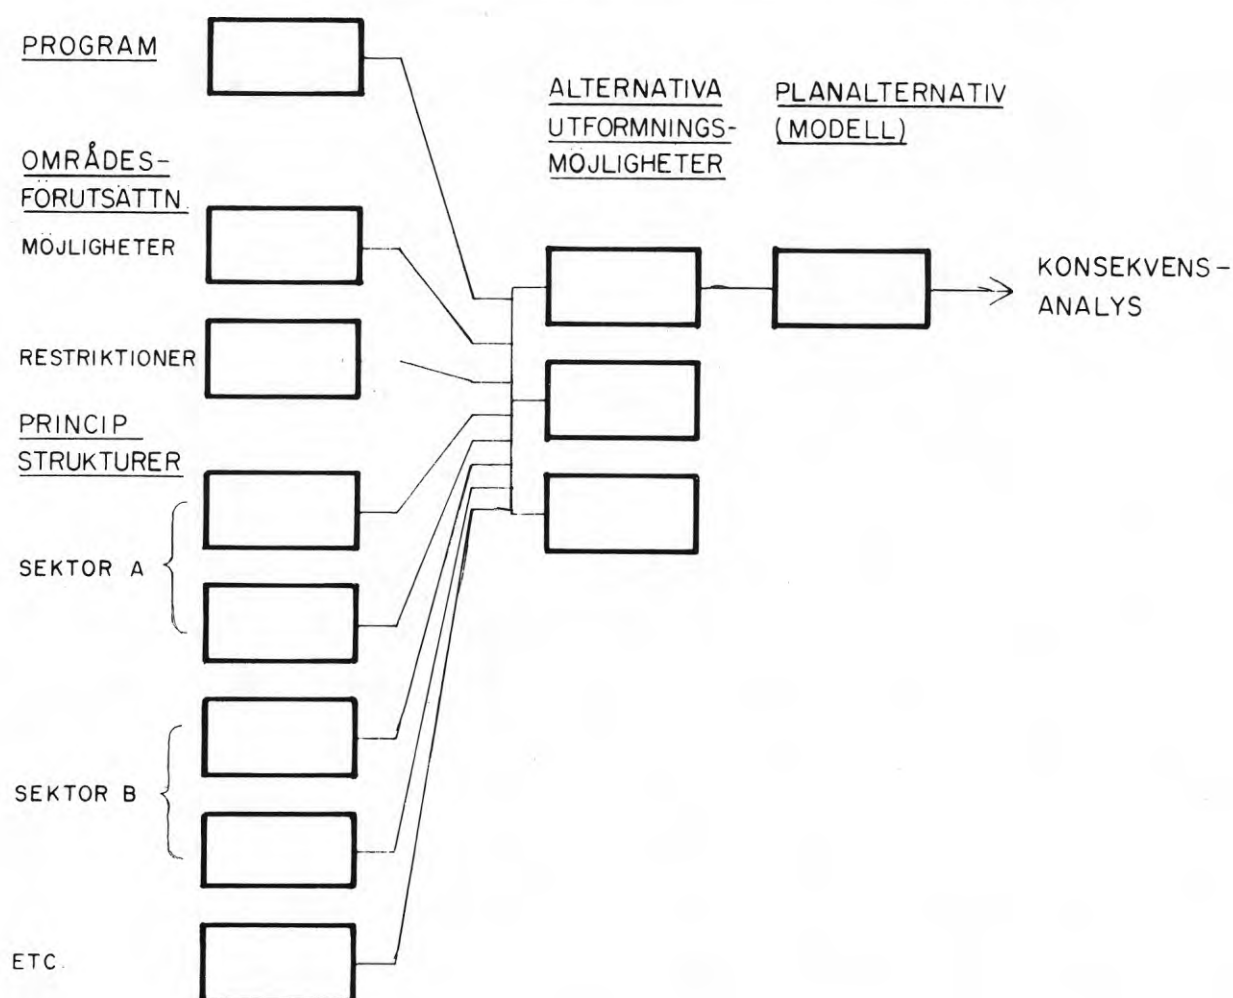 PROGRAM
OMRÅDES-
FÖRUTSÄTTN.
MÖJLIGHETER
RESTRIKTIONER
PRINCIP
STRUKTURER
SEKTOR A
SEKTOR B
ETC.
ALTERNATIVA
UTFORMNINGS-
MÖJLIGHETER
PLANALTERNATIV
(MODELL)
KONSEKVENS-
ANALYS